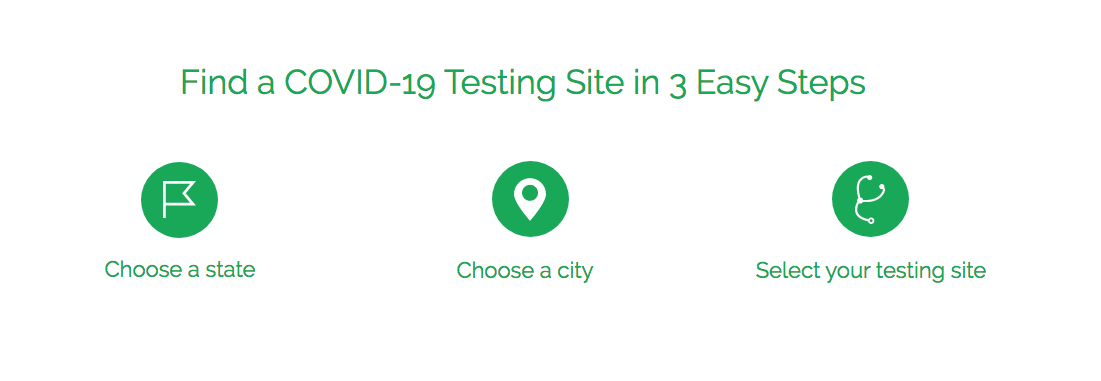 Find a COVID-19 Testing Site in 3 Easy Steps
Choose a state
Choose a city
Select your testing site